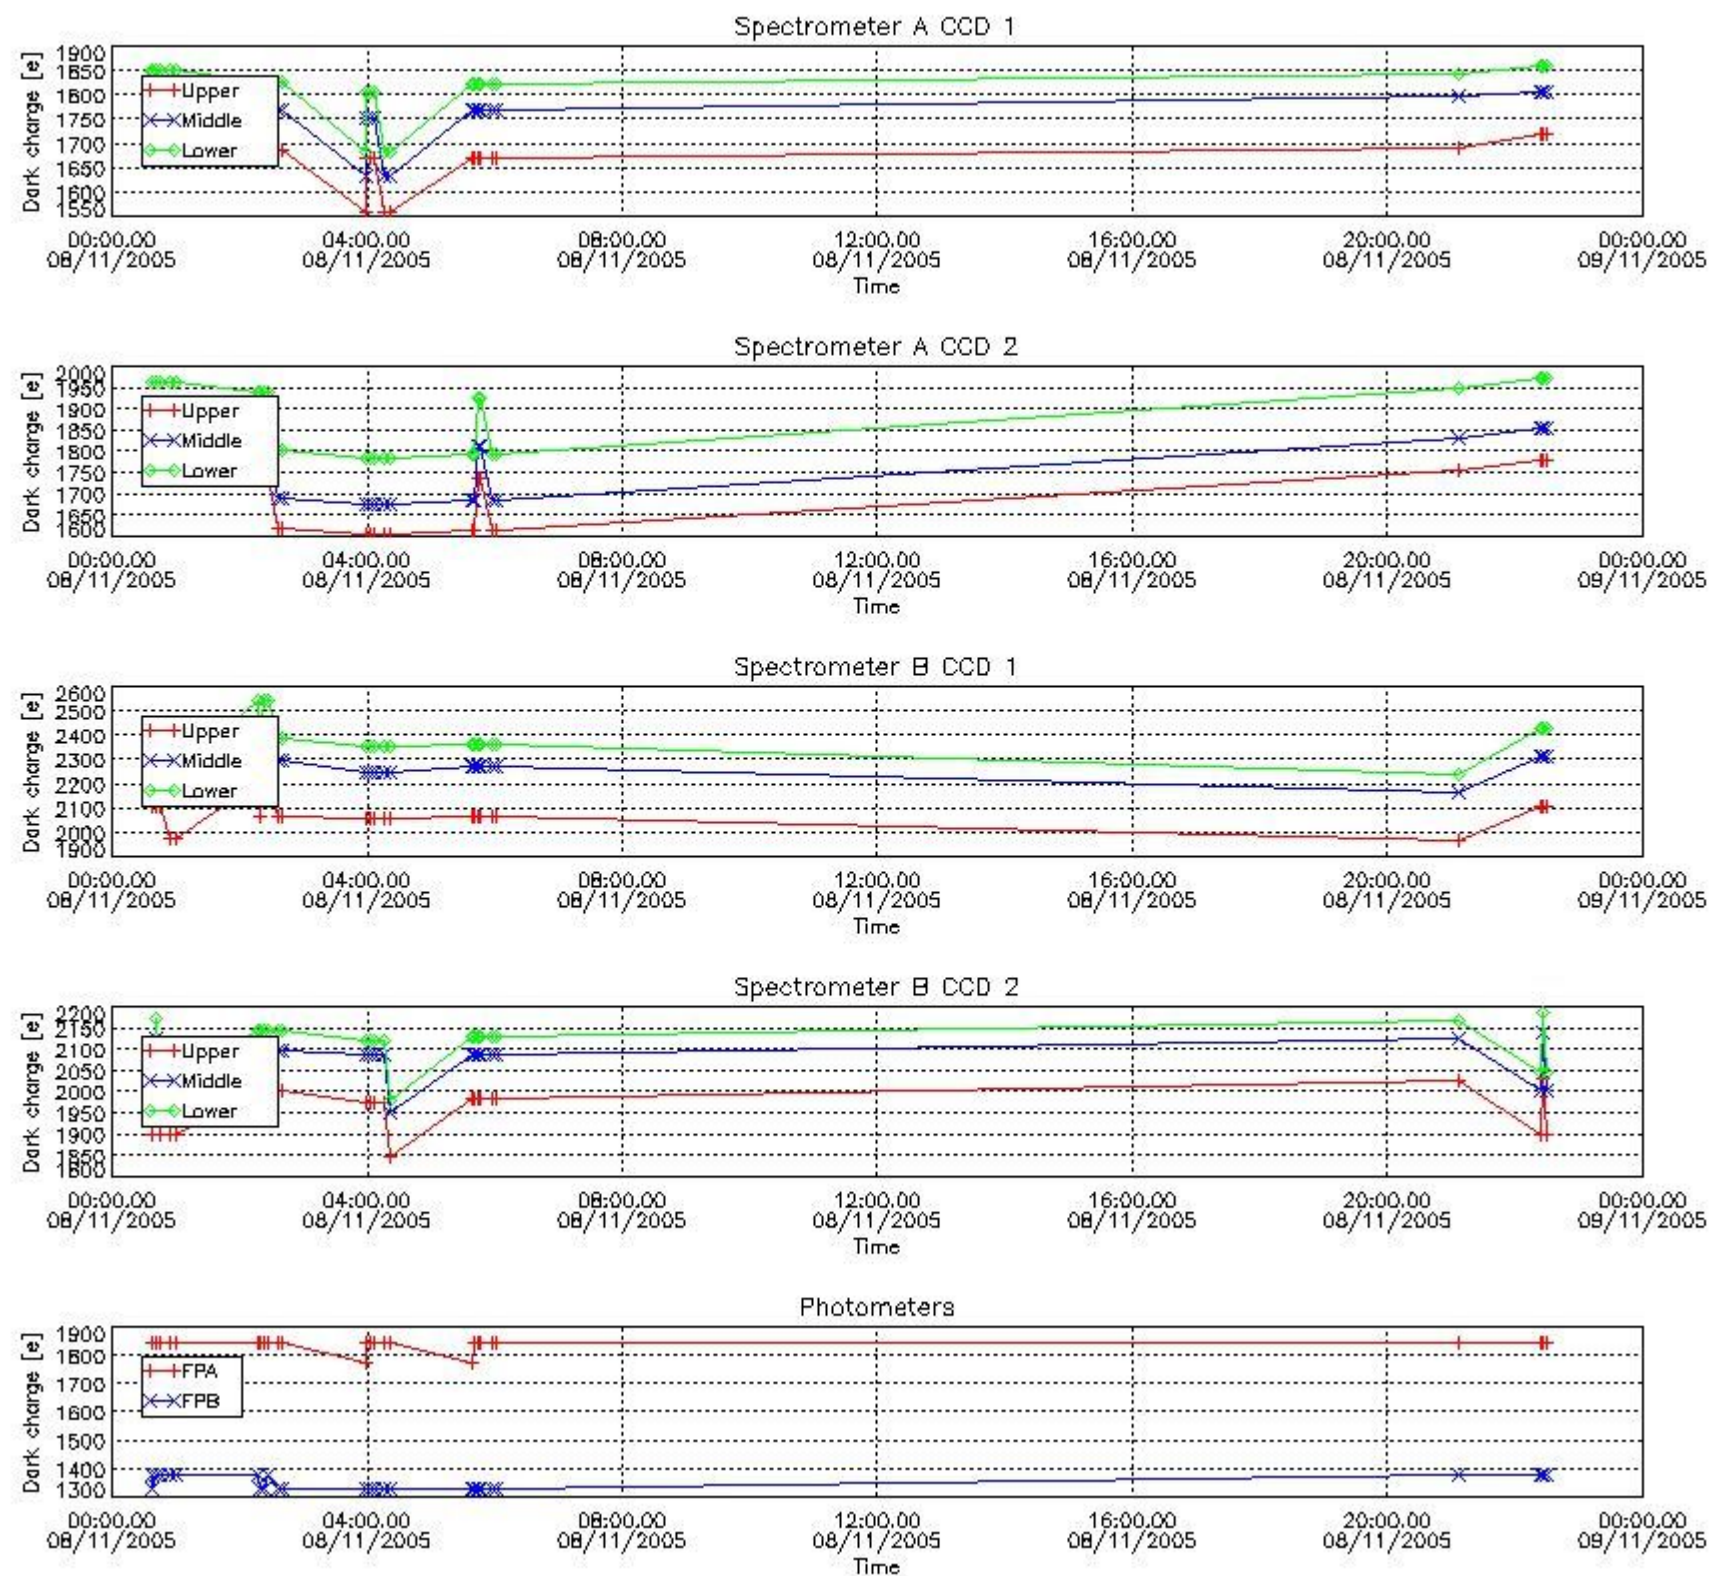 Spectrometer A CCD 1
Dark charge [e]
1900
1850
1800
1750
1700
1650
1600
1550
Upper
Middle
Lower
00:00.00 04:00.00 08:00.00 12:00.00 16:00.00 20:00.00 00:00.00
08/11/2005 08/11/2005 08/11/2005 08/11/2005 08/11/2005 08/11/2005 09/11/2005
Time
Spectrometer A CCD 2
Dark charge [e]
2000
1950
1900
1850
1800
1750
1700
1650
1600
Upper
Middle
Lower
00:00.00 04:00.00 08:00.00 12:00.00 16:00.00 20:00.00 00:00.00
08/11/2005 08/11/2005 08/11/2005 08/11/2005 08/11/2005 08/11/2005 09/11/2005
Time
Spectrometer B CCD 1
Dark charge [e]
2600
2500
2400
2300
2200
2100
2000
1900
Upper
Middle
Lower
00:00.00 04:00.00 08:00.00 12:00.00 16:00.00 20:00.00 00:00.00
08/11/2005 08/11/2005 08/11/2005 08/11/2005 08/11/2005 08/11/2005 09/11/2005
Time
Spectrometer B CCD 2
Dark charge [e]
2200
2150
2100
2050
2000
1950
1900
1850
1800
Upper
Middle
Lower
00:00.00 04:00.00 08:00.00 12:00.00 16:00.00 20:00.00 00:00.00
08/11/2005 08/11/2005 08/11/2005 08/11/2005 08/11/2005 08/11/2005 09/11/2005
Time
Photometers
Dark charge [e]
1900
1800
1700
1600
1500
1400
1300
FPA
FPB
00:00.00 04:00.00 08:00.00 12:00.00 16:00.00 20:00.00 00:00.00
08/11/2005 08/11/2005 08/11/2005 08/11/2005 08/11/2005 08/11/2005 09/11/2005
Time